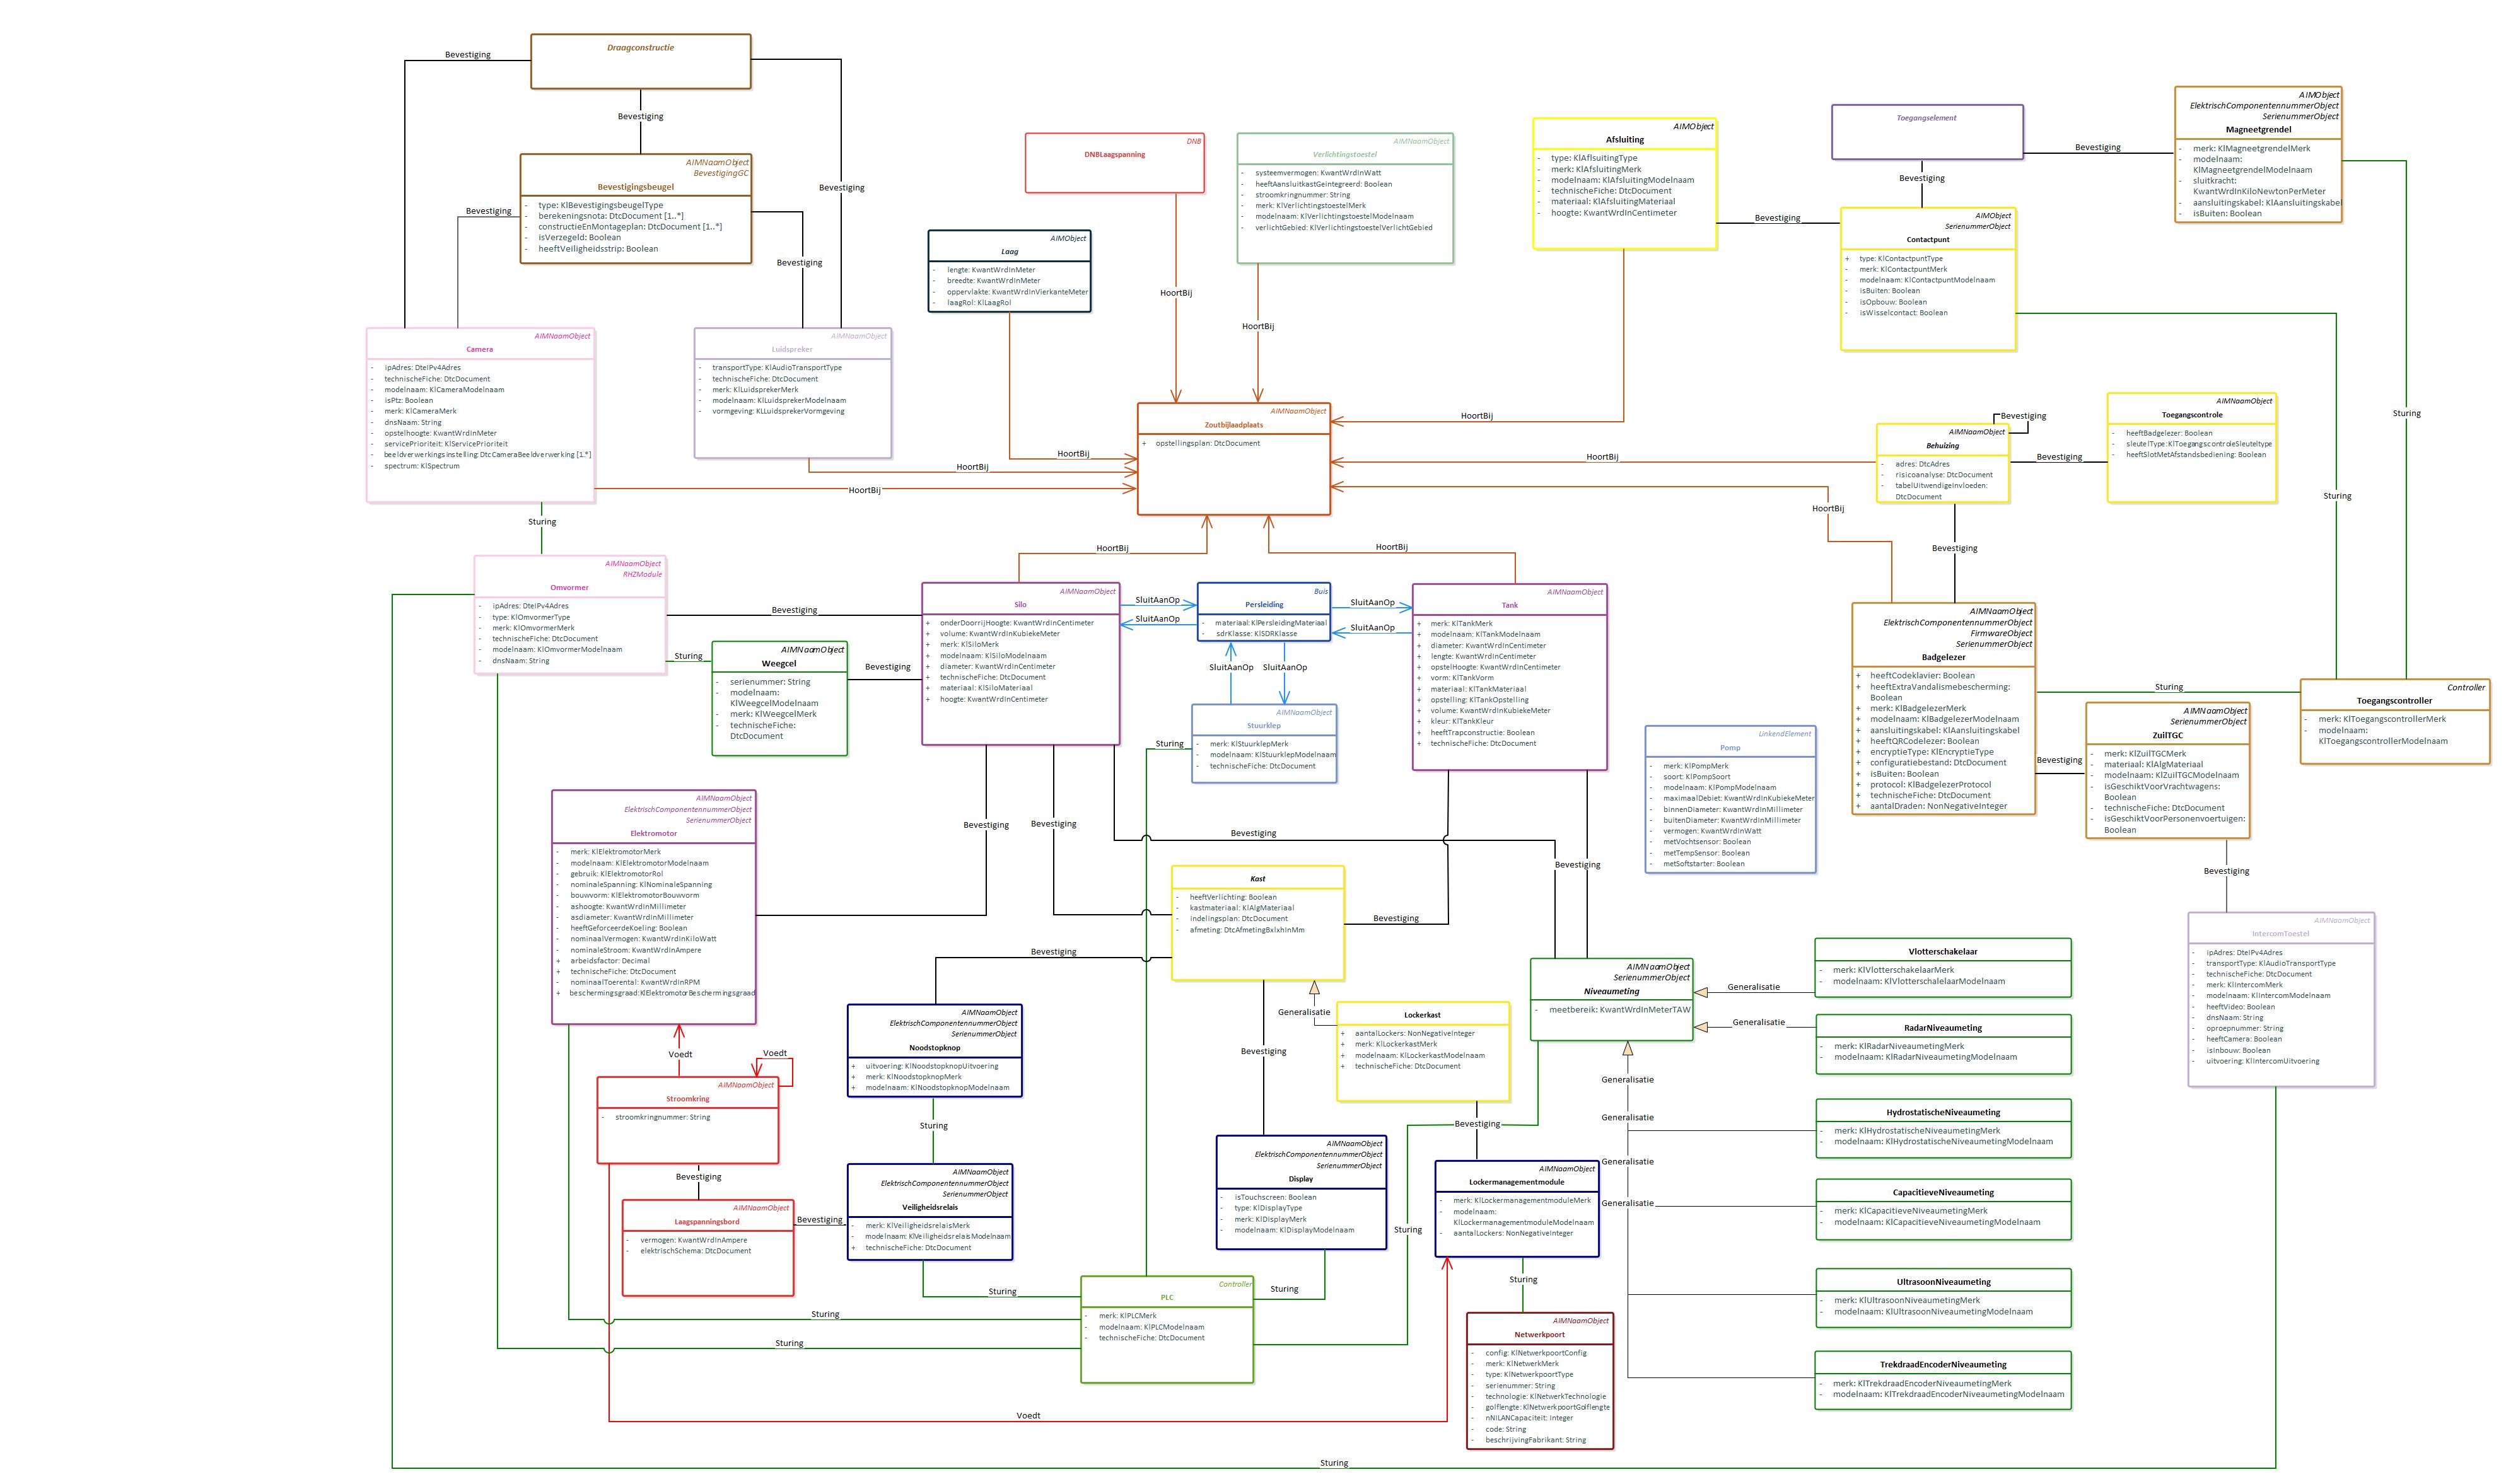 Draagconstructie
Bevestiging
Bevestiging
Bevestiging
AIMNaamObject
BevestigingGC
Bevestigingsbeugel
- type: KlBevestigingsbeugelType
- berekeningsnota: DtcDocument [1..*]
- constructieEnMontageplan: DtcDocument [1..*]
- isVerzegeld: Boolean
- heeftVeiligheidsstrip: Boolean
Bevestiging
Bevestiging
DNB
DNBLaagspanning
HoortBij
AIMNaamObject
Verlichtingstoestel
- systeemvermogen: KwantWrdInWatt
- heeftAansluitkastGeintegreerd: Boolean
- stroomkringnummer: String
- merk: KlVerlichtingstoestelMerk
- modelnaam: KlVerlichtingstoestelModelnaam
- verlichtGebied: KlVerlichtingstoestelVerlichtGebied
HoortBij
AIMObject
Laag
- lengte: KwantWrdInMeter
- breedte: KwantWrdInMeter
- oppervlakte: KwantWrdInVierkanteMeter
- laagRol: KlLaagRol
HoortBij
AIMObject
Afsluiting
- type: KlAfsluitingType
- merk: KlAfsluitingMerk
- modelnaam: KlAfsluitingModelnaam
- technischeFiche: DtcDocument
- materiaal: KlAfsluitingMateriaal
- hoogte: KwantWrdInCentimeter
Bevestiging
HoortBij
Toegangselement
Bevestiging
Bevestiging
AIMObject
ElektrischComponentennummerObject
SerienummerObject
Magneetgrendel
- merk: KlMagneetgrendelMerk
- modelnaam:
KlMagneetgrendelModelnaam
- sluitkracht:
KwantWrdInKiloNewtonPerMeter
- aansluitingskabel: KlAansluitingskabel
- isBuiten: Boolean
AIMObject
SerienummerObject
Contactpunt
+ type: KlContactpuntType
- merk: KlContactpuntMerk
- modelnaam: KlContactpuntModelnaam
- isBuiten: Boolean
- isOpbouw: Boolean
- isWisselcontact: Boolean
Sturing
Sturing
AIMNaamObject
Camera
- ipAdres: DteIPv4Adres
- technischeFiche: DtcDocument
- modelnaam: KlCameraModelnaam
- isPtz: Boolean
- merk: KlCameraMerk
- dnsNaam: String
- opstelhoogte: KwantWrdInMeter
- servicePrioriteit: KlServicePrioriteit
- beeldverwerkingsinstelling: DtcCameraBeeldverwerking [1.*]
- spectrum: KlSpectrum
HoortBij
Sturing
AIMNaamObject
Luidspreker
- transportType: KlAudioTransportType
- technischeFiche: DtcDocument
- merk: KlLuidsprekerMerk
- modelnaam: KlLuidsprekerModelnaam
- vormgeving: KLLuidsprekerVormgeving
HoortBij
AIMNaamObject
Zoutbijlaadplaats
+ opstellingsplan: DtcDocument
AIMNaamObject
Behuizing
- adres: DtcAdres
- risicoanalyse: DtcDocument
- tabelUitwendigeInvloeden:
DtcDocument
Bevestiging
Bevestiging
HoortBij
HoortBij
Bevestiging
AIMNaamObject
Toegangscontrole
- heeftBadgelezer: Boolean
- sleutelType:KlToegangscontroleSleuteltype
- heeftSlotMetAfstandsbediening: Boolean
AIMNaamObject
RHZModule
Omvormer
- ipAdres: DteIPv4Adres
- type: KlOmvormerType
- merk: KlOmvormerMerk
- technischeFiche: DtcDocument
- modelnaam: KlOmvormerModelnaam
- dnsNaam: String
Bevestiging
Sturing
AIMNaamObject
Weegcel
- serienummer: String
- modelnaam:
KlWeegcelModelnaam
- merk: KlWeegcelMerk
- technischeFiche:
DtcDocument
Bevestiging
HoortBij
AIMNaamObject
Silo
+ onderDoorrijHoogte: KwantWrdInCentimeter
+ volume: KwantWrdInKubiekeMeter
+ merk: KlSiloMerk
+ modelnaam: KlSiloModelnaam
+ diameter: KwantWrdInCentimeter
+ technischeFiche: DtcDocument
+ materiaal: KlSiloMateriaal
+ hoogte: KwantWrdInCentimeter
SluitAanOp
SluitAanOp
Buis
Persleiding
- materiaal:KlPersleidingMateriaal
- sdrKlasse: KlSDRKlasse
SluitAanOp
SluitAanOp
SluitAanOp
SluitAanOp
AIMNaamObject
Stuurklep
- merk: KlStuurklepMerk
- modelnaam: KlStuurklepModelnaam
- technischeFiche: DtcDocument
Sturing
HoortBij
AIMNaamObject
Tank
+ merk: KlTankMerk
+ modelnaam: KlTankModelnaam
+ diameter: KwantWrdInCentimeter
+ lengte: KwantWrdInCentimeter
+ opstelHoogte: KwantWrdInCentimeter
+ vorm: KlTankVorm
+ materiaal: KlTankMateriaal
+ opstelling: KlTankOpstelling
+ volume: KwantWrdInKubiekeMeter
+ kleur: KlTankKleur
+ heeftTrapconstructie: Boolean
+ technischeFiche: DtcDocument
LinkendElement
Pomp
- merk: KlPompMerk
- soort: KlPompSoort
- modelnaam: KlPompModelnaam
- maximaalDebiet: KwantWrdInKubiekeMeter
- binnenDiameter: KwantWrdInMillimeter
- buitenDiameter: KwantWrdInMillimeter
- vermogen: KwantWrdInWatt
- metVochtsensor: Boolean
- metTempSensor: Boolean
- metSoftstarter: Boolean
AIMNaamObject
ElektrischComponentennummerObject
FirmwareObject
SerienummerObject
Badgelezer
+ heeftCodeklavier: Boolean
+ heeftExtraVandalismebescherming:
Boolean
+ merk: KlBadgelezerMerk
+ modelnaam: KlBadgelezerModelnaam
+ aansluitingskabel: KlAansluitingskabel
+ heeftQRCodelezer: Boolean
+ encryptieType: KlEncryptieType
+ configuratiebestand: DtcDocument
+ isBuiten: Boolean
+ protocol: KlBadgelezerProtocol
+ technischeFiche: DtcDocument
+ aantalDraden: NonNegativeInteger
Sturing
Bevestiging
Controller
Toegangscontroller
- merk: KlToegangscontrollerMerk
- modelnaam:
KlToegangscontrollerModelnaam
AIMNaamObject
SerienummerObject
ZuilTGC
- merk: KlZuilTGCMerk
- materiaal: KlAlgMateriaal
- modelnaam: KlZuilTGCModelnaam
- isGeschiktVoorVrachtwagens:
Boolean
- technischeFiche: DtcDocument
- isGeschiktVoorPersonenvoertuigen:
Boolean
Bevestiging
AIMNaamObject
ElektrischComponentennummerObject
SerienummerObject
Elektromotor
- merk: KlElektromotorMerk
- modelnaam: KlElektromotorModelnaam
- gebruik: KlElektromotorRol
- nominaleSpanning: KlNominaleSpanning
- bouwvorm: KlElektromotorBouwvorm
- ashoogte: KwantWrdInMillimeter
- asdiameter: KwantWrdInMillimeter
- heeftGeforceerdeKoeling: Boolean
- nominaalVermogen: KwantWrdInKiloWatt
- nominaleStroom: KwantWrdInAmpere
+ arbeidsfactor: Decimal
+ technischeFiche: DtcDocument
- nominaalToerental: KwantWrdInRPM
+ beschermingsgraad:KlElektromotorBeschermingsgraad
Bevestiging
Bevestiging
Bevestiging
Bevestiging
Kast
- heeftVerlichting: Boolean
- kastmateriaal: KlAlgMateriaal
- indelingsplan: DtcDocument
- afmeting: DtcAfmetingBxlxhInMm
Bevestiging
Bevestiging
Bevestiging
Generalisatie
Lockerkast
+ aantalLockers: NonNegativeInteger
+ merk: KlLockerkastMerk
+ modelnaam: KlLockerkastModelnaam
+ technischeFiche: DtcDocument
Bevestiging
AIMNaamObject
SerienummerObject
Niveaumeting
- meetbereik: KwantWrdInMeterTAW
Generalisatie
Generalisatie
Generalisatie
Generalisatie
Generalisatie
Generalisatie
Vlotterschakelaar
- merk: KlVlotterschakelaarMerk
- modelnaam: KlVlotterschalelaarModelnaam
RadarNiveaumeting
- merk: KlRadarNiveaumetingMerk
- modelnaam: KlRadarNiveaumetingModelnaam
HydrostatischeNiveaumeting
- merk: KlHydrostatischeNiveaumetingMerk
- modelnaam: KlHydrostatischeNiveaumetingModelnaam
CapacitieveNiveaumeting
- merk: KlCapacitieveNiveaumetingMerk
- modelnaam: KlCapacitieveNiveaumetingModelnaam
UltrasoonNiveaumeting
- merk: KlUltrasoonNiveaumetingMerk
- modelnaam: KlUltrasoonNiveaumetingModelnaam
TrekdraadEncoderNiveaumeting
- merk: KlTrekdraadEncoderNiveaumetingMerk
- modelnaam: KlTrekdraadEncoderNiveaumetingModelnaam
AIMNaamObject
IntercomToestel
- ipAdres: DteIPv4Adres
- transportType: KlAudioTransportType
- technischeFiche: DtcDocument
- merk: KlIntercomMerk
- modelnaam: KlIntercomModelnaam
- heeftVideo: Boolean
- dnsNaam: String
- oproepnummer: String
- heeftCamera: Boolean
- isInbouw: Boolean
- uitvoering: KlIntercomUitvoering
Voedt
Voedt
AIMNaamObject
Stroomkring
- stroomkringnummer: String
Bevestiging
AIMNaamObject
Laagspanningsbord
- vermogen: KwantWrdInAmpere
- elektrischSchema: DtcDocument
Bevestiging
AIMNaamObject
ElektrischComponentennummerObject
SerienummerObject
Noodstopknop
+ uitvoering: KlNoodstopknopUitvoering
+ merk: KlNoodstopknopMerk
+ modelnaam: KlNoodstopknopModelnaam
Sturing
AIMNaamObject
ElektrischComponentennummerObject
SerienummerObject
Veiligheidsrelais
- merk: KlVeiligheidsrelaisMerk
- modelnaam: KlVeiligheidsrelaisModelnaam
+ technischeFiche: DtcDocument
Sturing
AIMNaamObject
ElektrischComponentennummerObject
SerienummerObject
Display
- isTouchscreen: Boolean
- type: KlDisplayType
- merk: KlDisplayMerk
- modelnaam: KlDisplayModelnaam
Sturing
AIMNaamObject
Lockermanagementmodule
- merk: KlLockermanagementmoduleMerk
- modelnaam:
KlLockermanagementmoduleModelnaam
- aantalLockers: NonNegativeInteger
Sturing
Sturing
Controller
PLC
- merk: KlPLCMerk
- modelnaam: KlPLCModelnaam
- technischeFiche: DtcDocument
Sturing
Sturing
AIMNaamObject
Netwerkpoort
- config: KlNetwerkpoortConfig
- merk: KlNetwerkMerk
- type: KlNetwerkpoortType
- serienummer: String
- technologie: KlNetwerkTechnologie
- golflengte: KlNetwerkpoortGolflengte
- nNILANCapaciteit: Integer
- code: String
- beschrijvingFabrikant: String
Voedt
Sturing